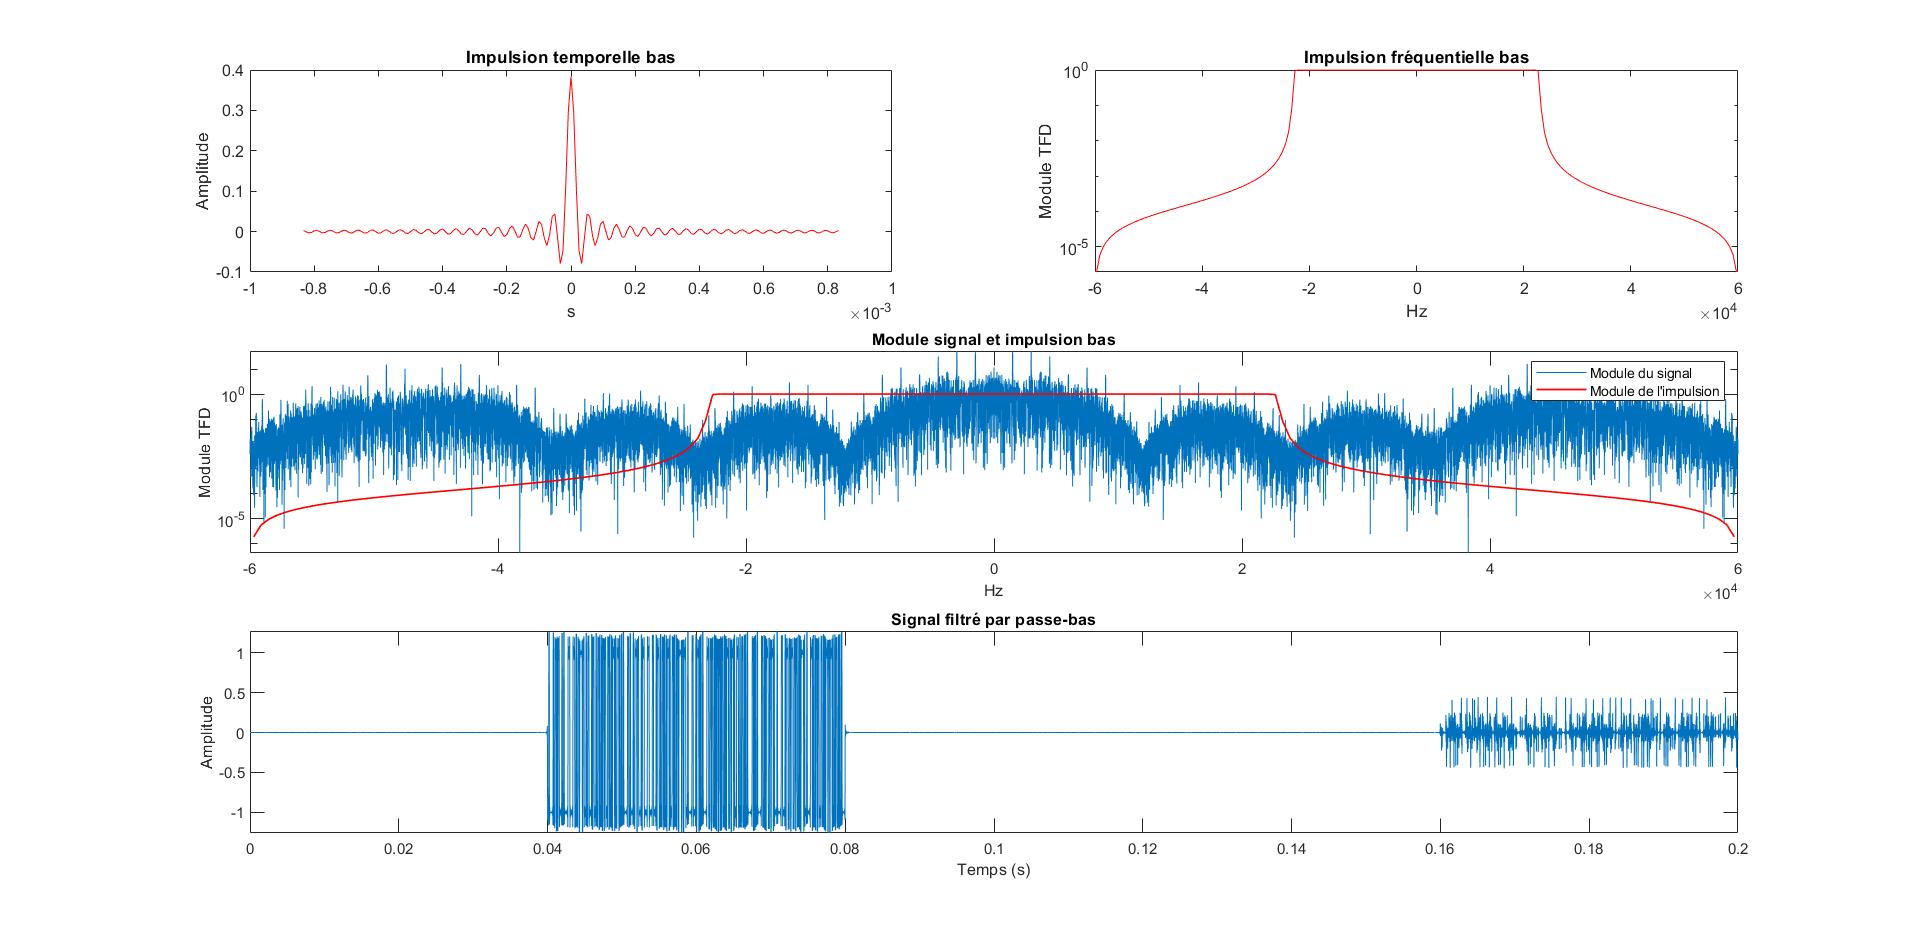 Impulsion temporelle bas
0.4
0.3
0.2
0.1
0
-0.1
Amplitude
-1 -0.8 -0.6 -0.4 -0.2 0 0.2 0.4 0.6 0.8 1
s
×10-3
Impulsion fréquentielle bas
100
10-5
Module TFD
-6 -4 -2 0 2 4 6
Hz
×104
Module signal et impulsion bas
100
10-5
Module TFD
Module du signal
Module de l'impulsion
-6 -4 -2 0 2 4 6
Hz
×104
Signal filtré par passe-bas
1
0.5
0
-0.5
-1
Amplitude
0 0.02 0.04 0.06 0.08 0.1 0.12 0.14 0.16 0.18 0.2
Temps (s)